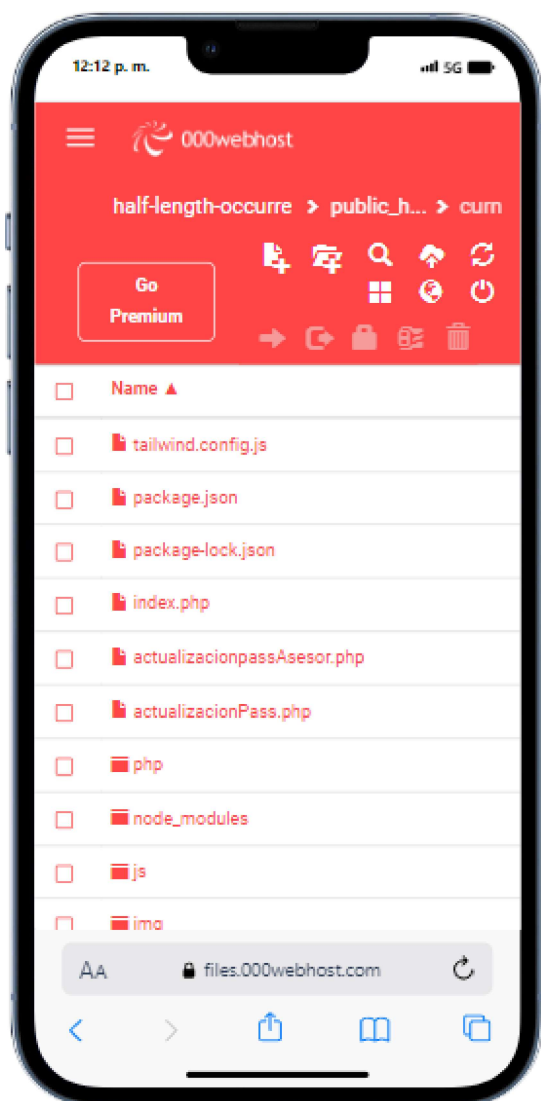 12:12 p. m. 5G
000webhost
half-length-occurre > public_h... > curn
Go
Premium
Name ▲
tailwind.config.js
package.json
package-lock.json
index.php
actualizacionpassAsesor.php
actualizacionPass.php
php
node_modules
js
img
AA files.000webhost.com